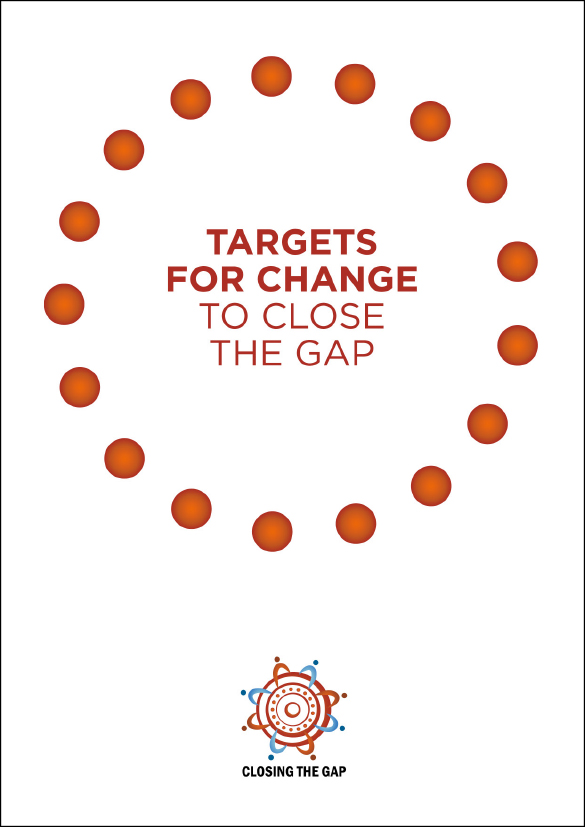 TARGETS
FOR CHANGE
TO CLOSE
THE GAP
CLOSING THE GAP